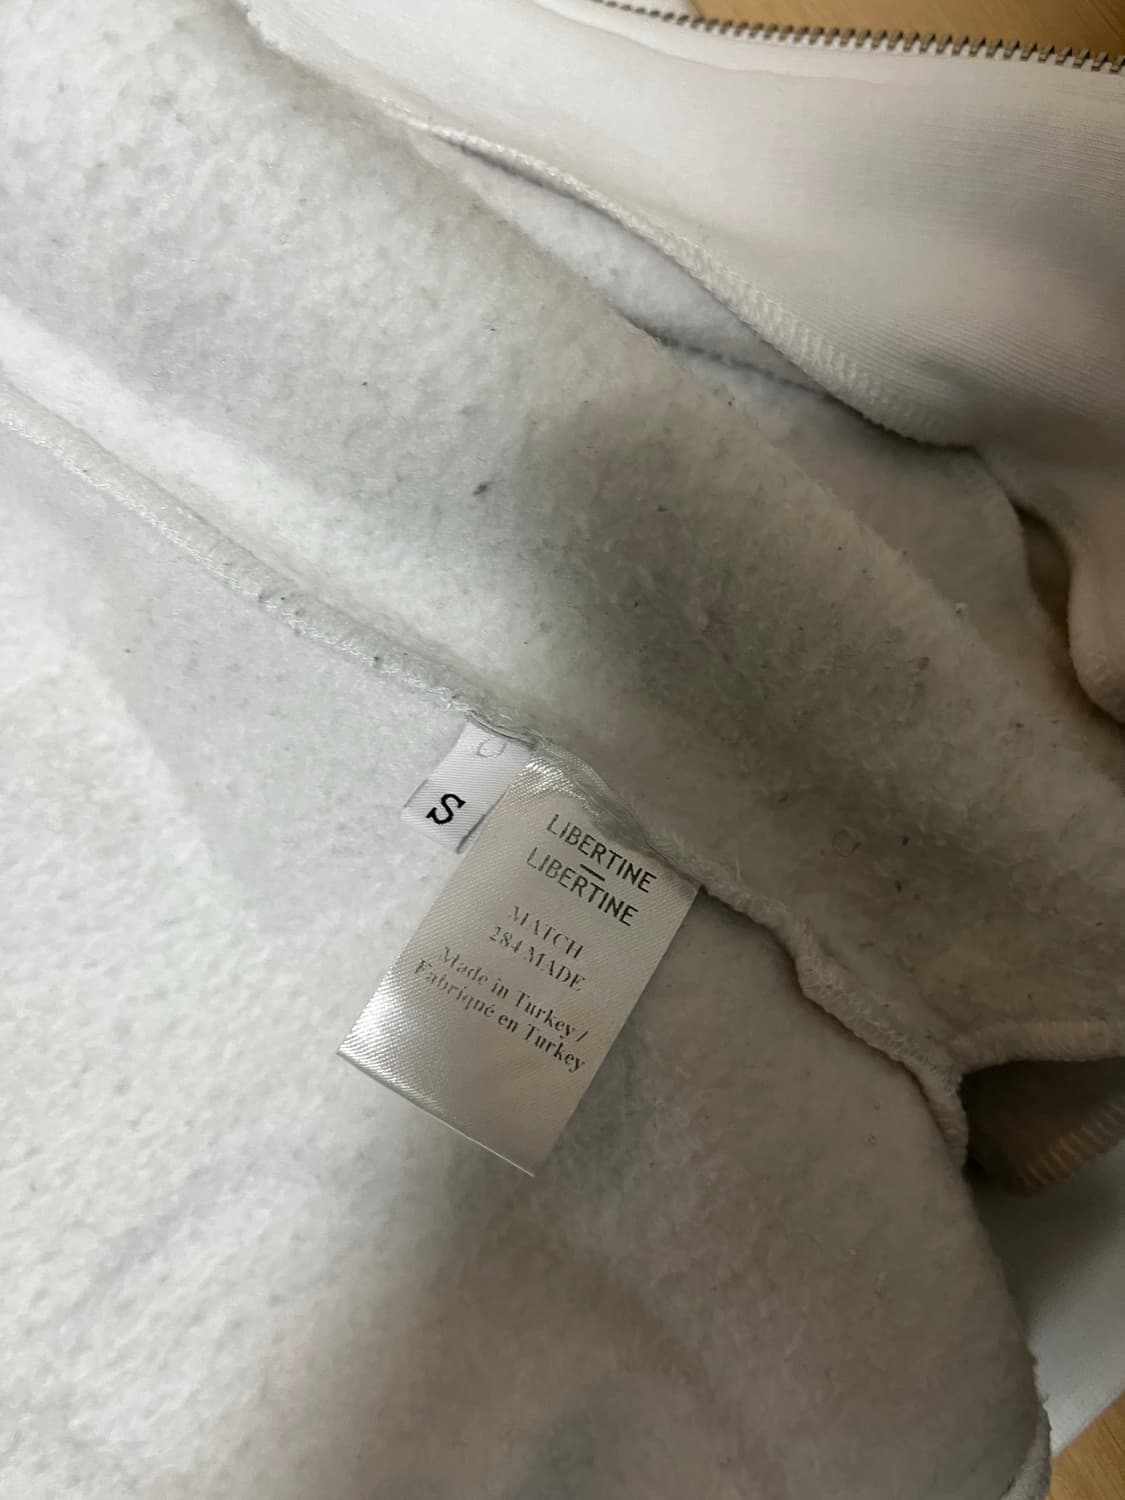 S
LIBERTINE
—
LIBERTINE
MATCH
284 MADE
Made in Turkey /
Fabriqué en Turkey